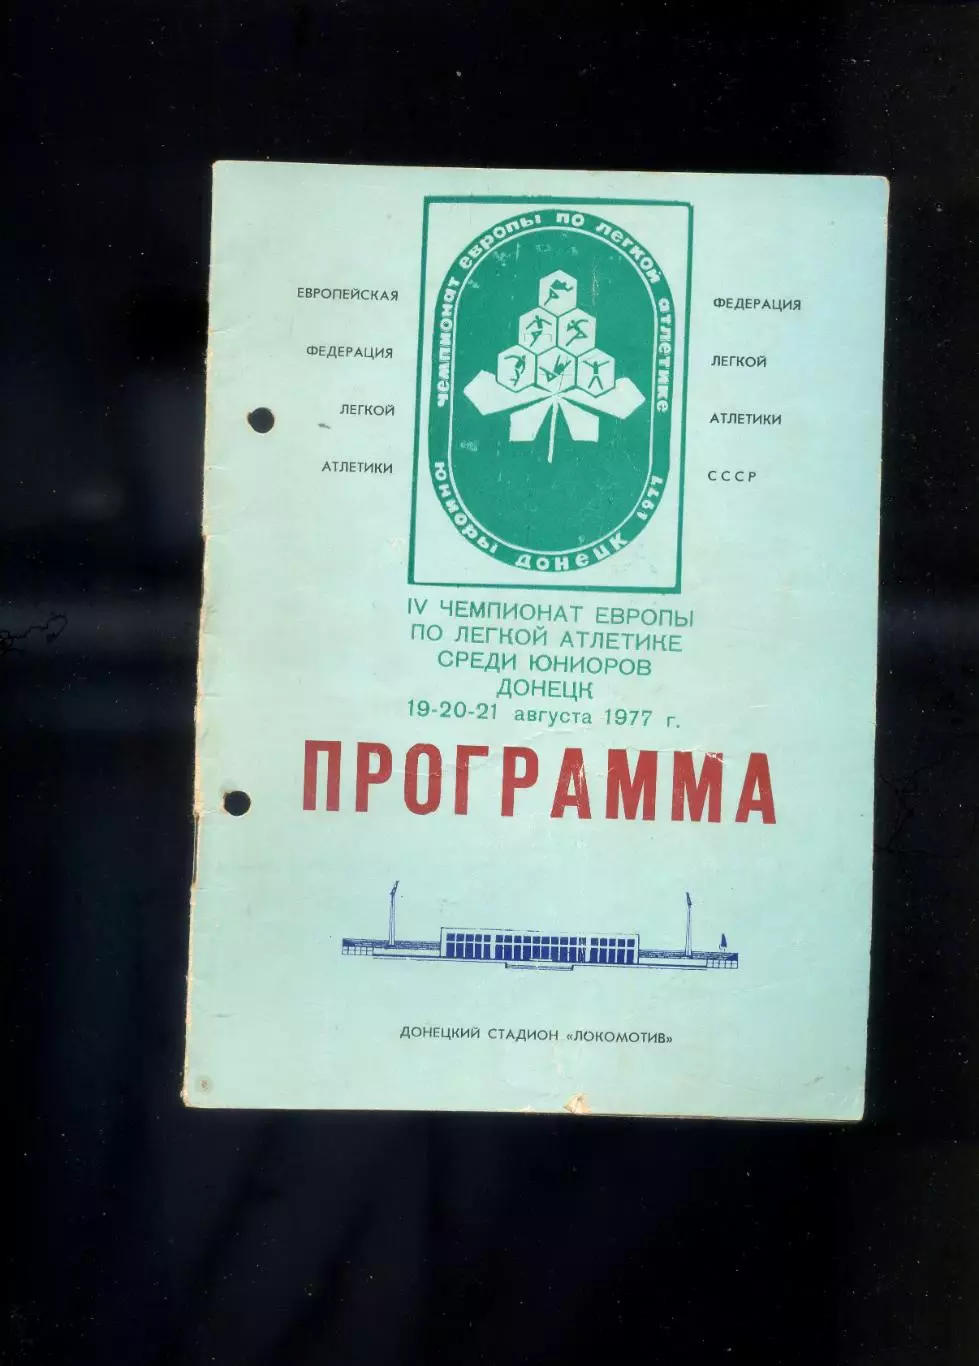 чемпионат европы по легкой атлетике
юниоры донецк 1977
ЕВРОПЕЙСКАЯ
ФЕДЕРАЦИЯ
ЛЕГКОЙ
АТЛЕТИКИ
ФЕДЕРАЦИЯ
ЛЕГКОЙ
АТЛЕТИКИ
СССР
IV ЧЕМПИОНАТ ЕВРОПЫ
ПО ЛЕГКОЙ АТЛЕТИКЕ
СРЕДИ ЮНИОРОВ
ДОНЕЦК
19-20-21 августа 1977 г.
ПРОГРАММА
ДОНЕЦКИЙ СТАДИОН «ЛОКОМОТИВ»